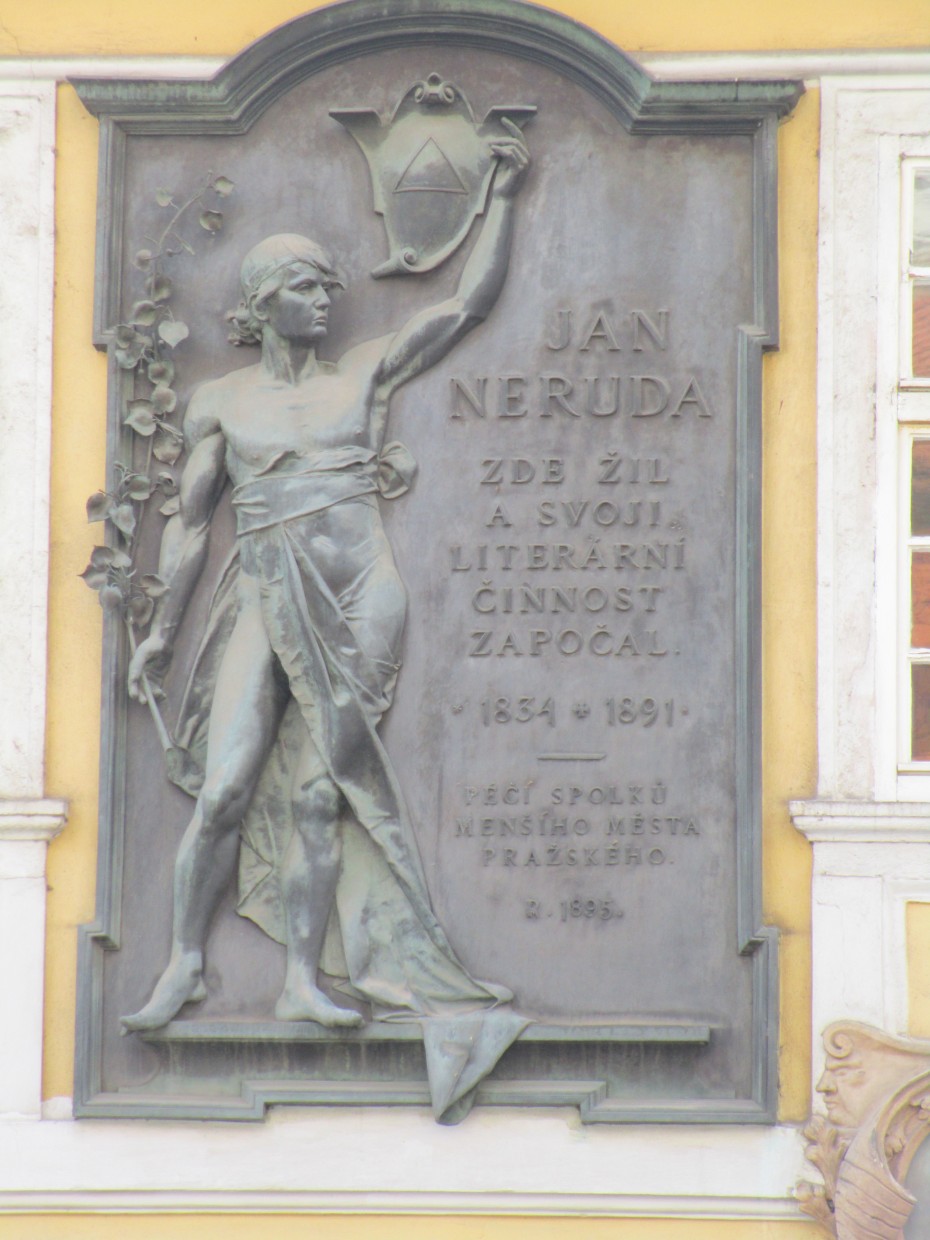 JAN
NERUDA
ZDE ŽIL
A SVOJI
LITERÁRNÍ
ČINNOST
ZAPOČAL.
* 1834 + 1891.
PÉČÍ SPOLKŮ
MENŠÍHO MĚSTA
PRAŽSKÉHO.
R. 1895.